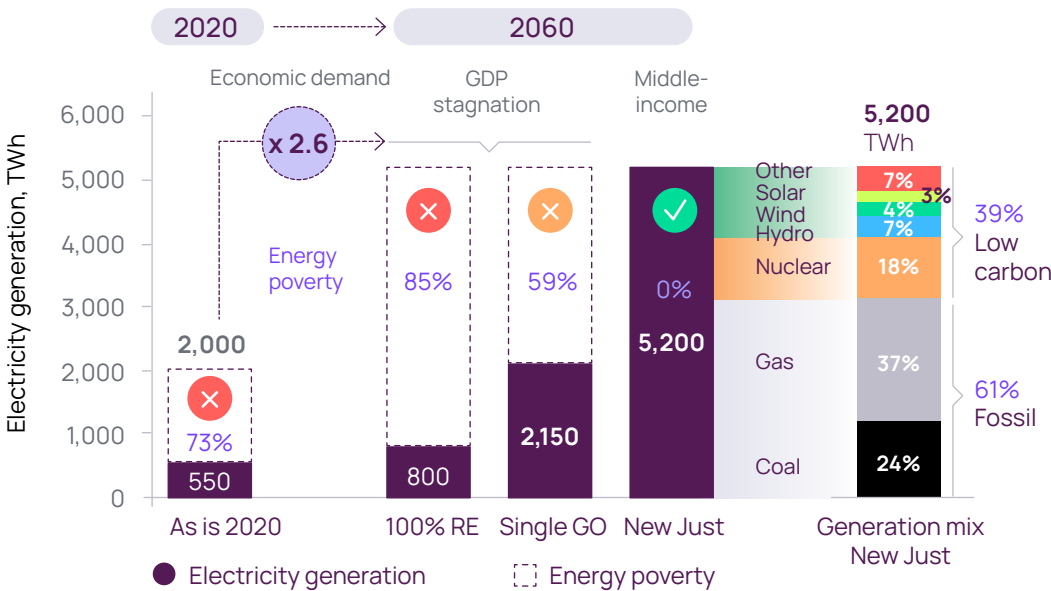 2020
2060
Economic demand
GDP
stagnation
Middle-
income
x 2.6
Electricity generation, TWh
6,000
5,000
4,000
3,000
2,000
1,000
0
Energy
poverty
2,000
73%
550
85%
800
59%
2,150
0%
5,200
Other
Solar
Wind
Hydro
Nuclear
Gas
Coal
5,200
TWh
7%
3%
4%
7%
18%
37%
24%
39%
Low
carbon
61%
Fossil
As is 2020
100% RE
Single GO
New Just
Generation mix
New Just
Electricity generation
Energy poverty